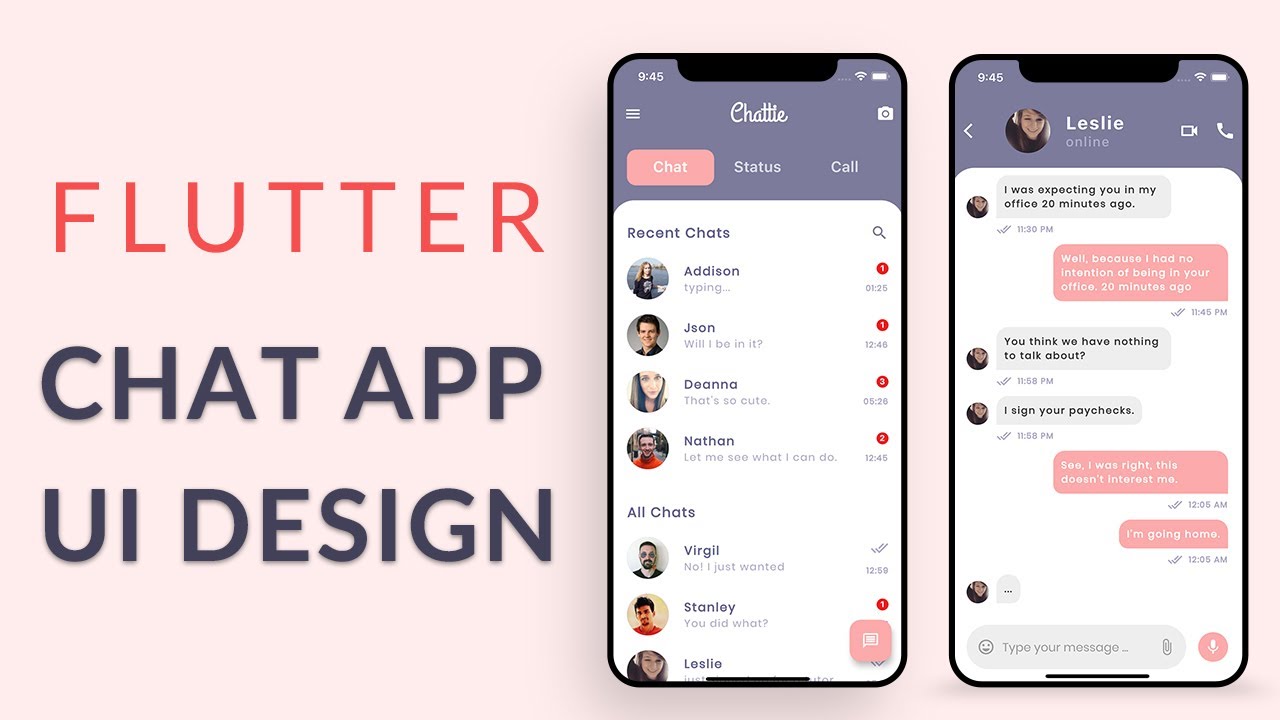 FLUTTER
CHAT APP
UI DESIGN
9:45
Chattie
Chat Status Call
Recent Chats
Addison
1
typing...
01:25
Json
1
Will I be in it?
12:46
Deanna
3
That's so cute.
05:26
Nathan
2
Let me see what I can do.
12:45
All Chats
Virgil
No! I just wanted
12:59
Stanley
1
You did what?
Leslie
9:45
Leslie
online
I was expecting you in my
office 20 minutes ago.
11:30 PM
Well, because I had no
intention of being in your
office. 20 minutes ago
11:45 PM
You think we have nothing
to talk about?
11:58 PM
I sign your paychecks.
11:58 PM
See, I was right, this
doesn't interest me.
12:05 AM
I'm going home.
12:05 AM
...
Type your message ...